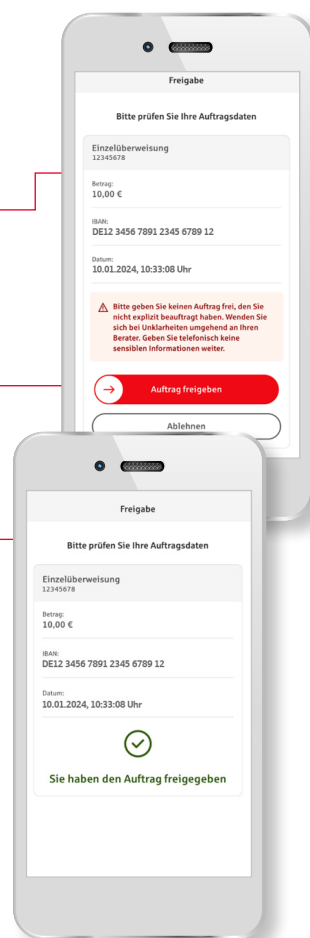 Freigabe
Bitte prüfen Sie Ihre Auftragsdaten
Einzelüberweisung
12345678
Betrag:
10,00 €
IBAN:
DE12 3456 7891 2345 6789 12
Datum:
10.01.2024, 10:33:08 Uhr
Bitte geben Sie keinen Auftrag frei, den Sie
nicht explizit beauftragt haben. Wenden Sie
sich bei Unklarheiten umgehend an Ihren
Berater. Geben Sie telefonisch keine
sensiblen Informationen weiter.
Auftrag freigeben
Ablehnen
Freigabe
Bitte prüfen Sie Ihre Auftragsdaten
Einzelüberweisung
12345678
Betrag:
10,00 €
IBAN:
DE12 3456 7891 2345 6789 12
Datum:
10.01.2024, 10:33:08 Uhr
Sie haben den Auftrag freigegeben